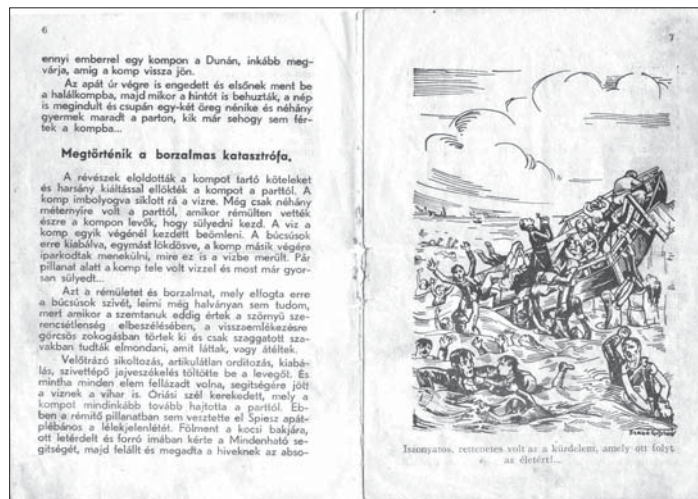 6
ennyi emberrel egy kompon a Dunán, inkább meg-
várja, amig a komp vissza jön.
Az apát úr végre is engedett és elsőnek ment be
a halálkompba, majd mikor a hintót is behuzták, a nép
is megindult és csupán egy-két öreg nénike és néhány
gyermek maradt a parton, kik már sehogy sem fér-
tek a kompba...
Megtörténik a borzalmas katasztrófa.
A révészek eloldották a kompot tartó köteleket
és harsány kiáltással ellökték a kompot a parttól. A
komp imbolyogva siklott rá a vizre. Még csak néhány
méternyire volt a parttól, amikor rémülten vették
észre a kompon levők, hogy sülyedni kezd. A viz a
komp egyik végénél kezdett beömleni. A búcsúsok
erre kiabálva, egymást lökdösve, a komp másik végére
iparkodtak menekülni, mire ez is a vizbe merült. Pár
pillanat alatt a komp tele volt vizzel és most már gyor-
san sülyedt...
Azt a rémületet és borzalmat, mely elfogta erre
a búcsúsok szivét, leirni még halványan sem tudom,
mert amikor a szemtanuk eddig értek a szörnyű sze-
rencsétlenség elbeszélésében, a visszaemlékezésre
görcsös zokogásban törtek ki és csak szaggatott sza-
vakban tudták elmondani, amit láttak, vagy átéltek.
Velőtrázó sikoltozás, artikulátlan orditozás, kiabá-
lás, szivettépő jajveszékelés töltötte be a levegőt. És
mintha minden elem fellázadt volna, segitségére jött
a viznek a vihar is. Óriási szél kerekedett, mely a
kompot mindinkább tovább hajtotta a parttól. Eb-
ben a rémitő pillanatban sem vesztette el Spiesz apát-
plébános a lélekjelenlétét. Fölment a kocsi bakjára,
ott letérdelt és forró imában kérte a Mindenható se-
gitségét, majd felállt és megadta a hiveknek az abso-
7
Iszonyatos, rettenetes volt az a küzdelem, amely ott folyt
az életért!...